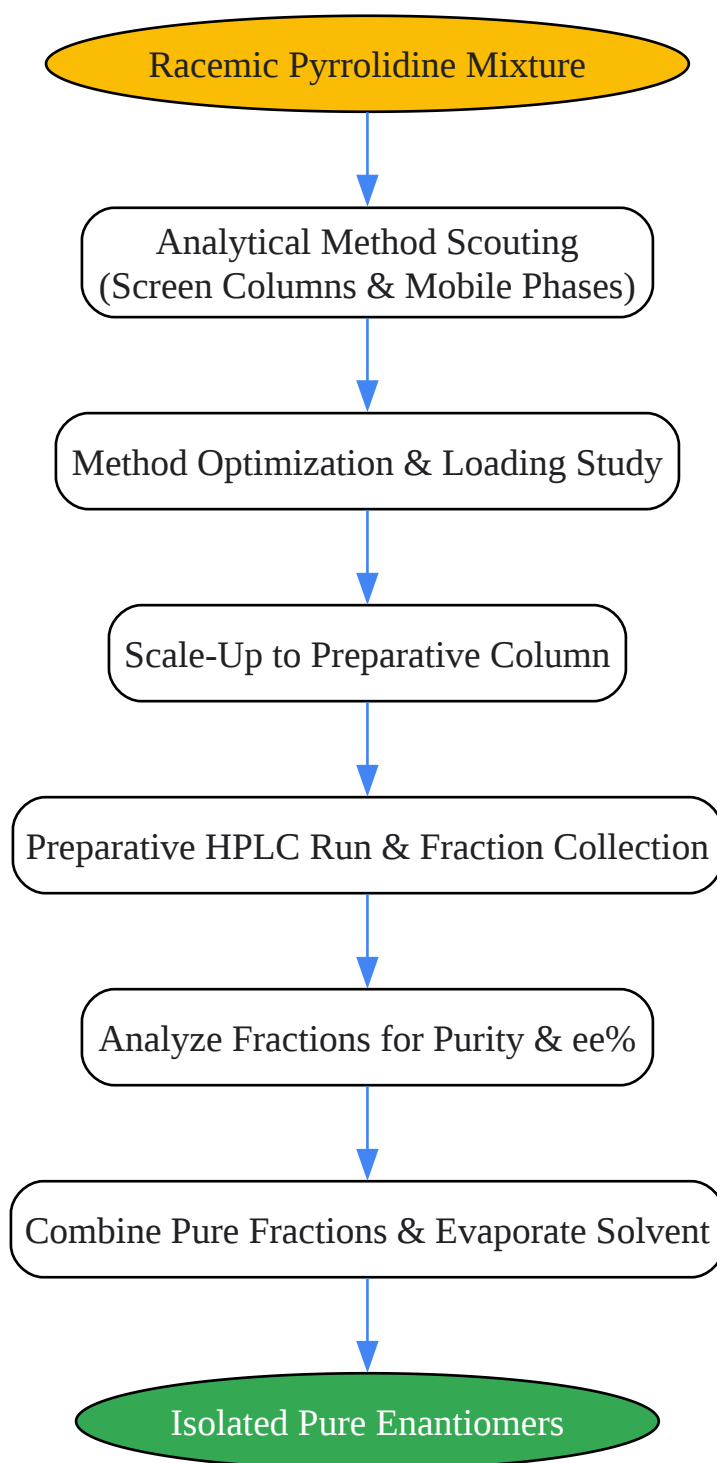 Racemic Pyrrolidine Mixture
Analytical Method Scouting
(Screen Columns & Mobile Phases)
Method Optimization & Loading Study
Scale-Up to Preparative Column
Preparative HPLC Run & Fraction Collection
Analyze Fractions for Purity & ee%
Combine Pure Fractions & Evaporate Solvent
Isolated Pure Enantiomers